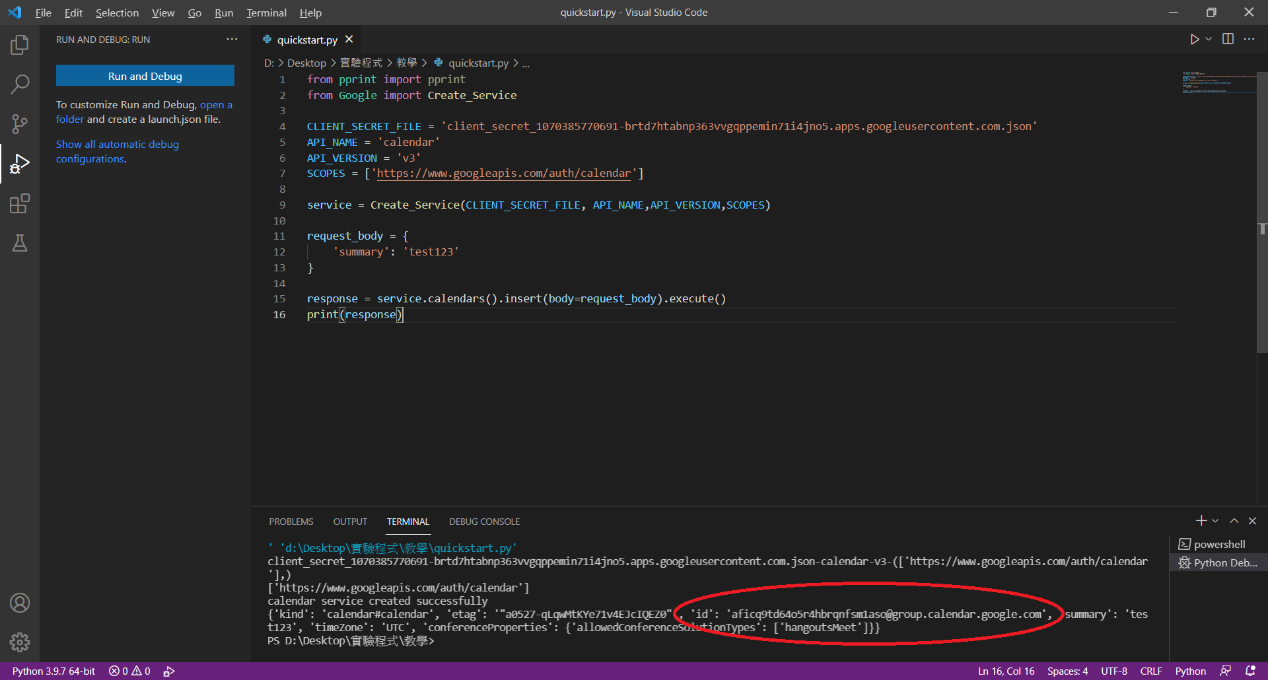 File Edit Selection View Go Run Terminal Help
quickstart.py - Visual Studio Code
RUN AND DEBUG: RUN
Run and Debug
To customize Run and Debug, open a
folder and create a launch.json file.
Show all automatic debug
configurations.
quickstart.py
D: > Desktop > 實驗程式 > 教學 > quickstart.py > ...
1 from pprint import pprint
2 from Google import Create_Service
3
4 CLIENT_SECRET_FILE = 'client_secret_1070385770691-brtd7htabnp363vvgqppemin71i4jno5.apps.googleusercontent.com.json'
5 API_NAME = 'calendar'
6 API_VERSION = 'v3'
7 SCOPES = ['https://www.googleapis.com/auth/calendar']
8
9 service = Create_Service(CLIENT_SECRET_FILE, API_NAME,API_VERSION,SCOPES)
10
11 request_body = {
12 'summary': 'test123'
13 }
14
15 response = service.calendars().insert(body=request_body).execute()
16 print(response)
PROBLEMS OUTPUT TERMINAL DEBUG CONSOLE
' 'd:\Desktop\實驗程式\教學\quickstart.py'
client_secret_1070385770691-brtd7htabnp363vvgqppemin71i4jno5.apps.googleusercontent.com.json-calendar-v3-(['https://www.googleapis.com/auth/calendar
'],)
['https://www.googleapis.com/auth/calendar']
calendar service created successfully
{'kind': 'calendar#calendar', 'etag': '"a0527-qLqwMtKYe71v4EJcIQEZ0"', 'id': 'aficq9td64o5r4hbrqnfsm1aso@group.calendar.google.com', 'summary': 'tes
t123', 'timeZone': 'UTC', 'conferenceProperties': {'allowedConferenceSolutionTypes': ['hangoutsMeet']}}
PS D:\Desktop\實驗程式\教學>
powershell
Python Deb...
Python 3.9.7 64-bit 0 0
Ln 16, Col 16 Spaces: 4 UTF-8 CRLF Python